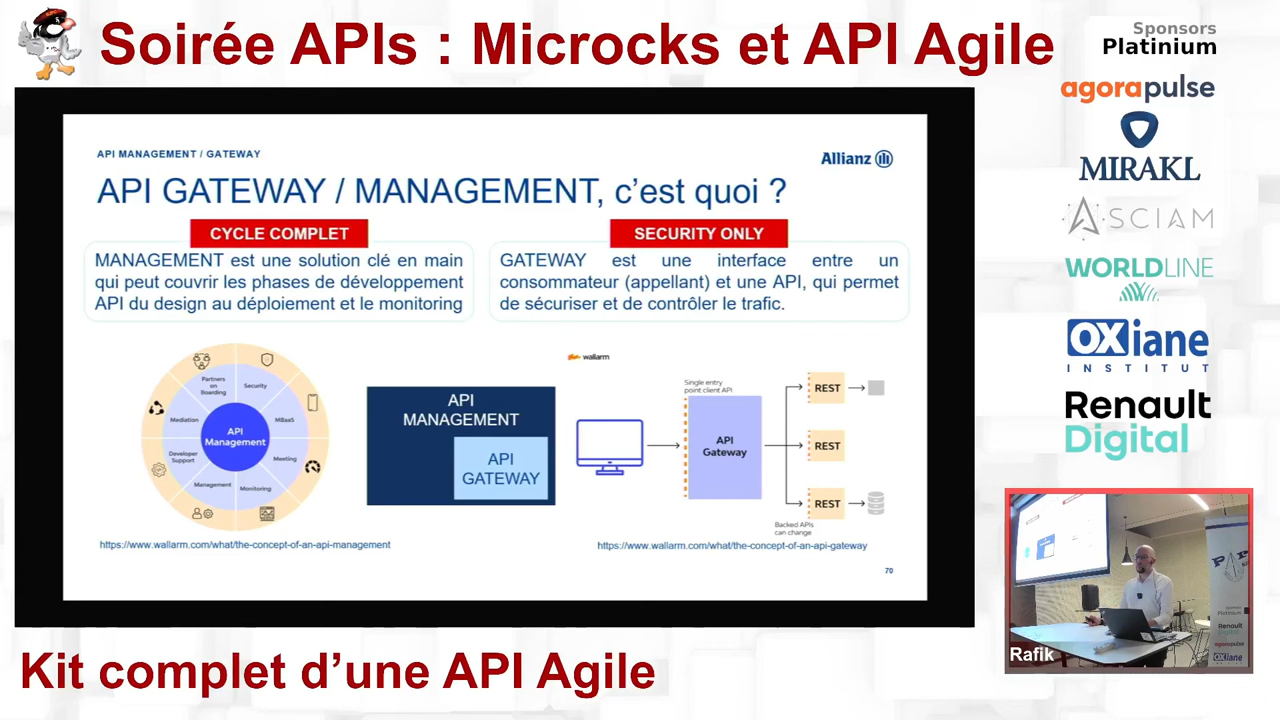 Soirée APIs : Microcks et API Agile
Sponsors
Platinium
agorapulse
MIRAKL
ASCIAM
WORLDLINE
OXiane
INSTITUT
Renault
Digital
API MANAGEMENT / GATEWAY
Allianz
API GATEWAY / MANAGEMENT, c'est quoi ?
CYCLE COMPLET
MANAGEMENT est une solution clé en main
qui peut couvrir les phases de développement
API du design au déploiement et le monitoring
SECURITY ONLY
GATEWAY est une interface entre un
consommateur (appellant) et une API, qui permet
de sécuriser et de contrôler le trafic.
Partners
on
Boarding
Security
MBaaS
Meeting
Monitoring
Management
Developer
Support
Mediation
API
Management
API
MANAGEMENT
API
GATEWAY
wallarm
Single entry
point client API
API
Gateway
REST
REST
REST
Backed APIs
can change
https://www.wallarm.com/what/the-concept-of-an-api-management
https://www.wallarm.com/what/the-concept-of-an-api-gateway
70
Rafik
Renault
Digital
agorapulse
OXiane
Kit complet d'une API Agile